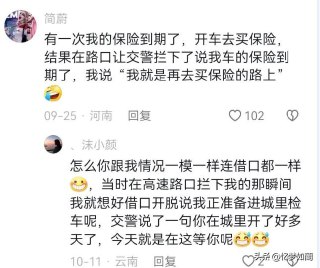 简蔚
有一次我的保险到期了，开车去买保险，
结果在路口让交警拦下了说我车的保险到
期了，我说“我就是再去买保险的路上”
🤣
09-25 · 河南 回复 102
、沫小颜
怎么你跟我情况一模一样连借口都一样
😅，当时在高速路口拦下我的那瞬间
我就想好借口开脱说我正准备进城里检
车呢，交警说了一句你在城里开了好多
天了，今天就是在这等你呢😅😅
10-11 · 云南 回复 2
头条